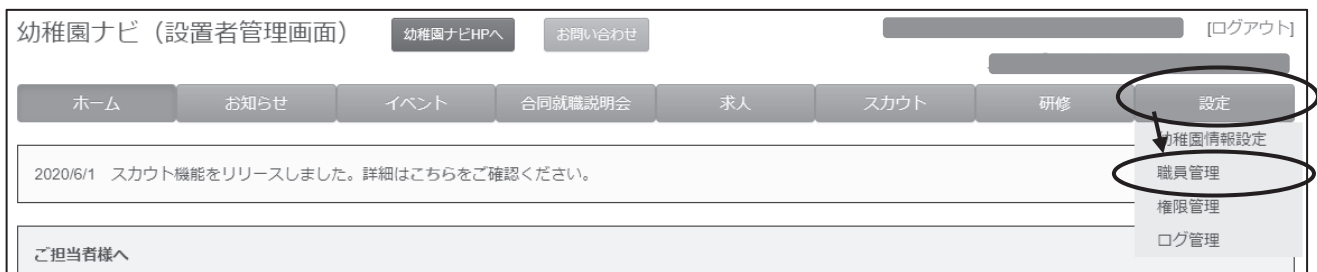 幼稚園ナビ（設置者管理画面） 幼稚園ナビHPへ お問い合わせ [ログアウト]
ホーム お知らせ イベント 合同就職説明会 求人 スカウト 研修 設定
幼稚園情報設定
2020/6/1 スカウト機能をリリースしました。詳細はこちらをご確認ください。
職員管理
権限管理
ログ管理
ご担当者様へ